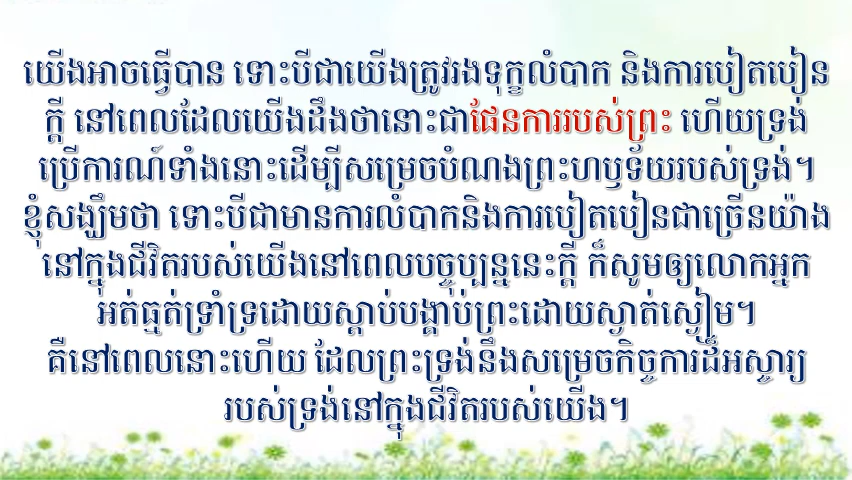 យើងអាចធ្វើបាន ទោះបីជាយើងត្រូវរងទុក្ខលំបាក និងការបៀតបៀន
ក្តី នៅពេលដែលយើងដឹងថានោះជាផែនការរបស់ព្រះ ហើយទ្រង់
ប្រើការណ៍ទាំងនោះដើម្បីសម្រេចបំណងព្រះហឫទ័យរបស់ទ្រង់។
ខ្ញុំសង្ឃឹមថា ទោះបីជាមានការលំបាកនិងការបៀតបៀនជាច្រើនយ៉ាង
នៅក្នុងជីវិតរបស់យើងនៅពេលបច្ចុប្បន្ននេះក្តី ក៏សូមឲ្យលោកអ្នក
អត់ធ្មត់ទ្រាំទ្រដោយស្តាប់បង្គាប់ព្រះដោយស្ងាត់ស្ងៀម។
គឺនៅពេលនោះហើយ ដែលព្រះទ្រង់នឹងសម្រេចកិច្ចការដ៏អស្ចារ្យ
របស់ទ្រង់នៅក្នុងជីវិតរបស់យើង។